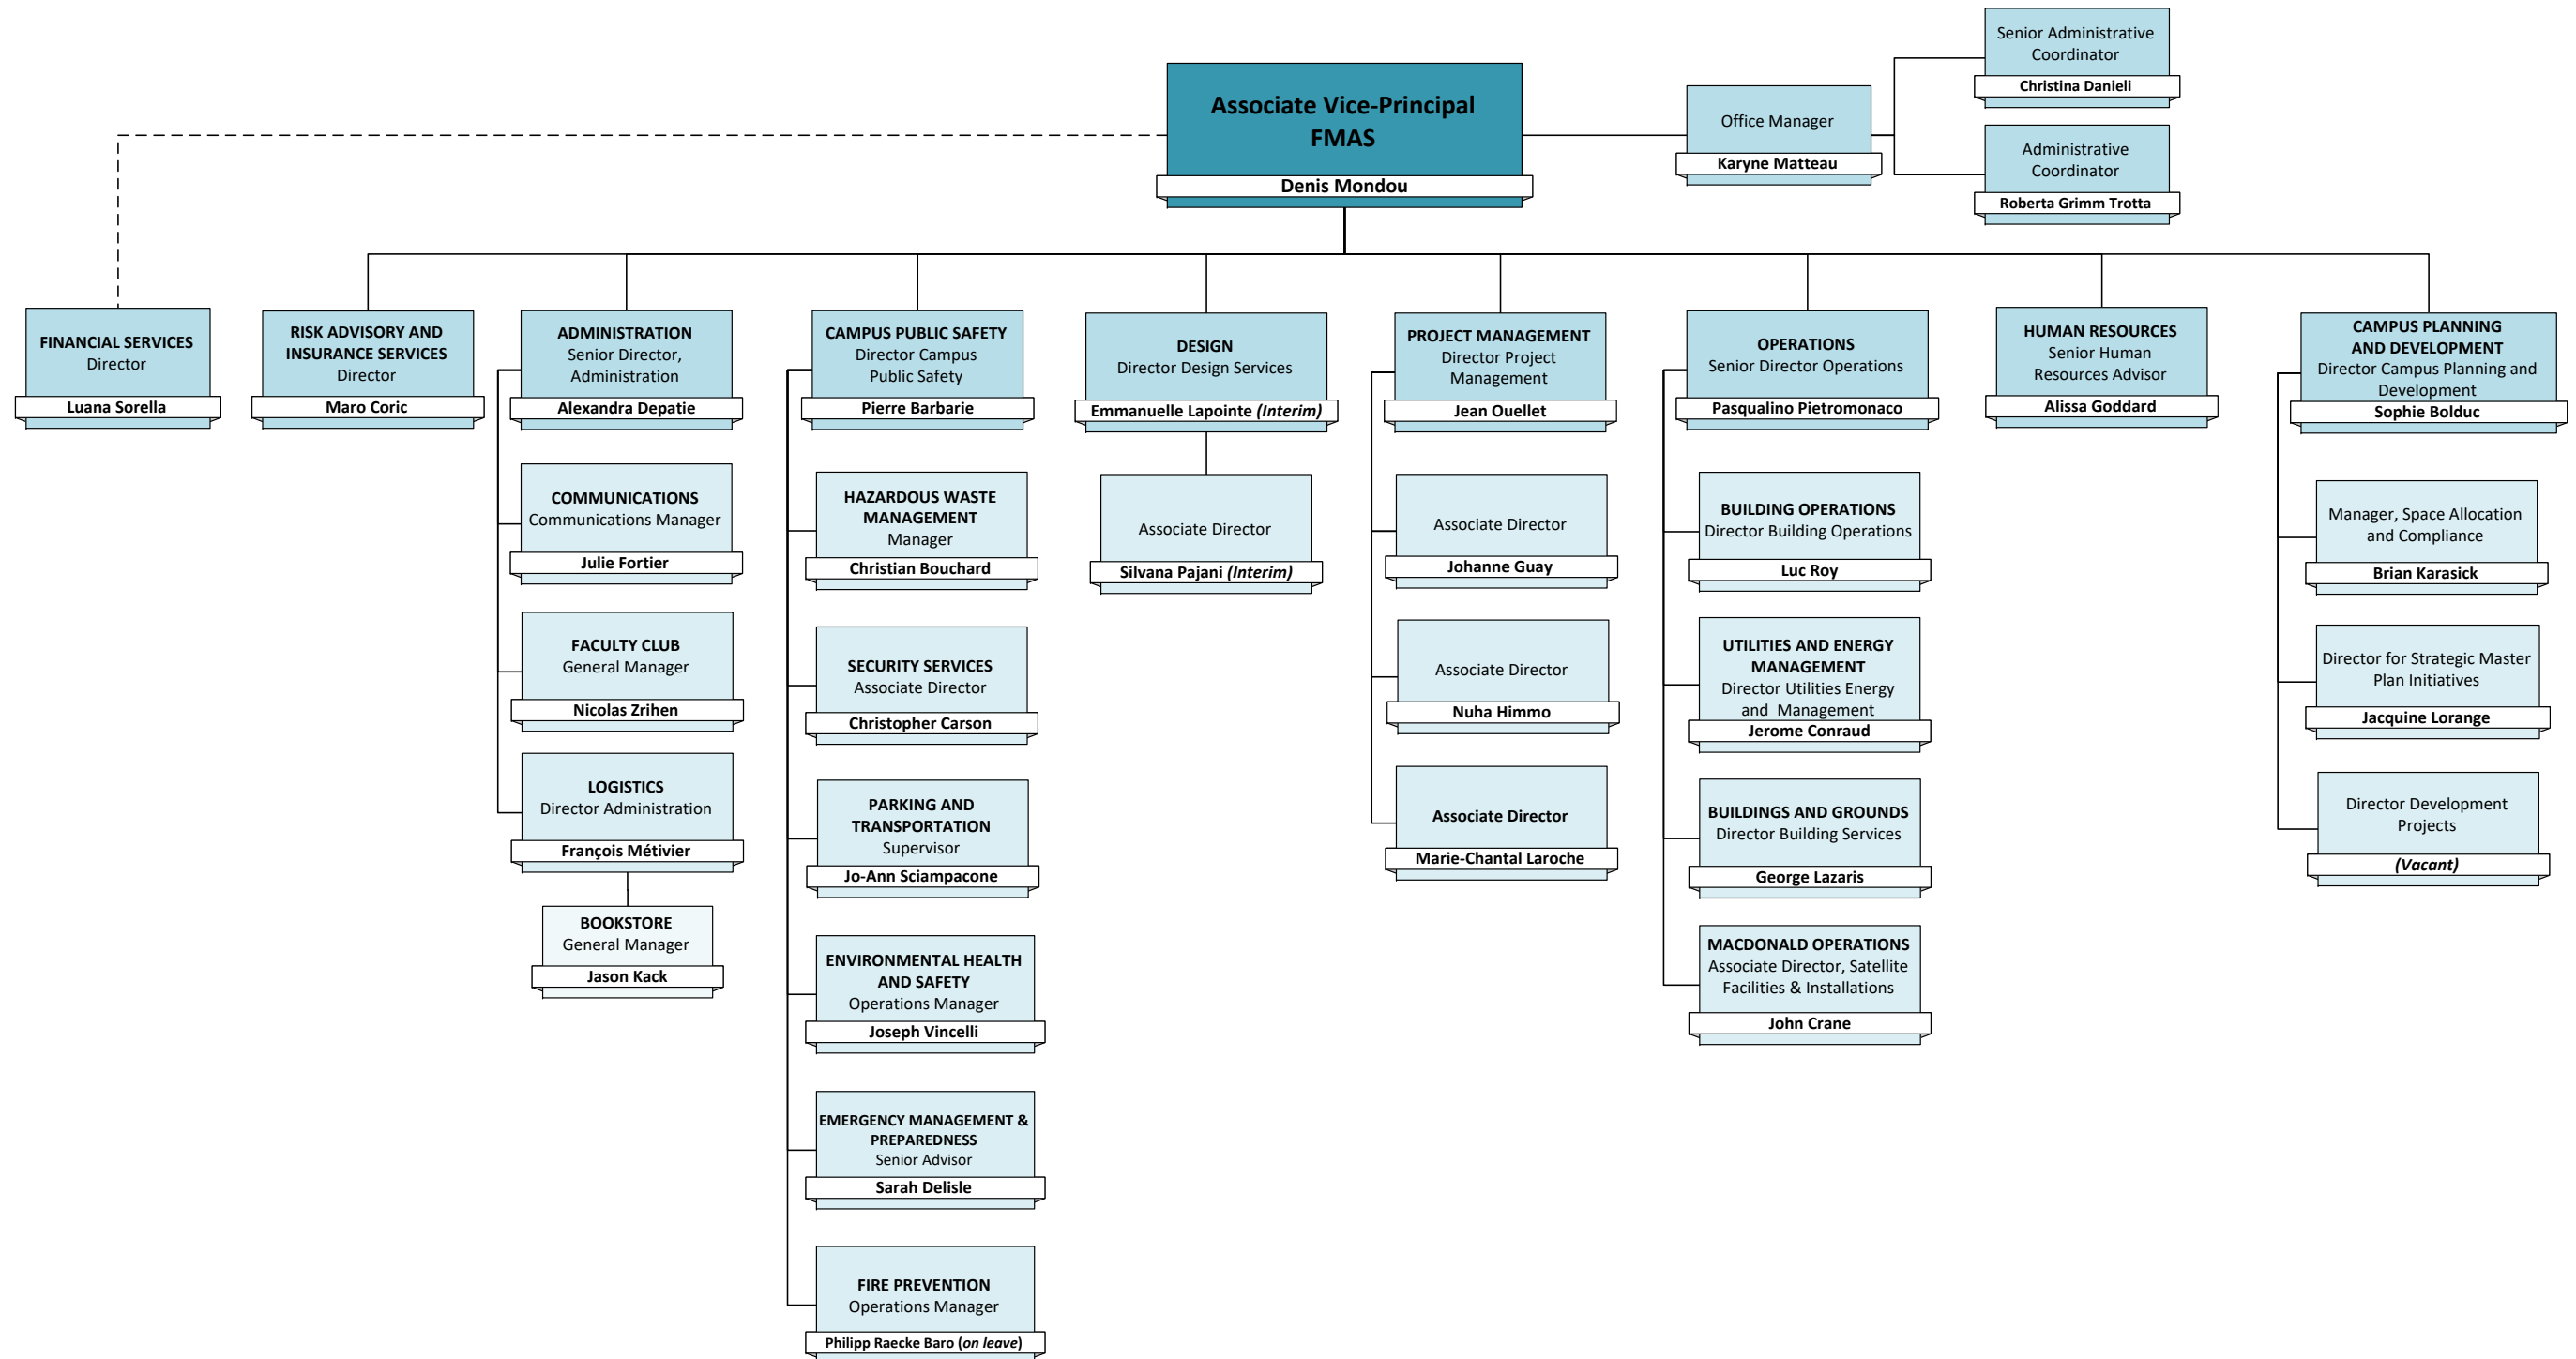 Senior Administrative
Coordinator
Christina Danieli
Associate Vice-Principal
FMAS
Denis Mondou
Office Manager
Karyne Matteau
Administrative
Coordinator
Roberta Grimm Trotta
FINANCIAL SERVICES
Director
Luana Sorella
RISK ADVISORY AND
INSURANCE SERVICES
Director
Maro Coric
ADMINISTRATION
Senior Director,
Administration
Alexandra Depatie
COMMUNICATIONS
Communications Manager
Julie Fortier
FACULTY CLUB
General Manager
Nicolas Zrihen
LOGISTICS
Director Administration
François Métivier
BOOKSTORE
General Manager
Jason Kack
CAMPUS PUBLIC SAFETY
Director Campus
Public Safety
Pierre Barbarie
HAZARDOUS WASTE
MANAGEMENT
Manager
Christian Bouchard
SECURITY SERVICES
Associate Director
Christopher Carson
PARKING AND
TRANSPORTATION
Supervisor
Jo-Ann Sciampacone
ENVIRONMENTAL HEALTH
AND SAFETY
Operations Manager
Joseph Vincelli
EMERGENCY MANAGEMENT &
PREPAREDNESS
Senior Advisor
Sarah Delisle
FIRE PREVENTION
Operations Manager
Philipp Raecke Baro (on leave)
DESIGN
Director Design Services
Emmanuelle Lapointe (Interim)
Associate Director
Silvana Pajani (Interim)
PROJECT MANAGEMENT
Director Project
Management
Jean Ouellet
Associate Director
Johanne Guay
Associate Director
Nuha Himmo
Associate Director
Marie-Chantal Laroche
OPERATIONS
Senior Director Operations
Pasqualino Pietromonaco
BUILDING OPERATIONS
Director Building Operations
Luc Roy
UTILITIES AND ENERGY
MANAGEMENT
Director Utilities Energy
and Management
Jerome Conraud
BUILDINGS AND GROUNDS
Director Building Services
George Lazaris
MACDONALD OPERATIONS
Associate Director, Satellite
Facilities & Installations
John Crane
HUMAN RESOURCES
Senior Human
Resources Advisor
Alissa Goddard
CAMPUS PLANNING
AND DEVELOPMENT
Director Campus Planning and
Development
Sophie Bolduc
Manager, Space Allocation
and Compliance
Brian Karasick
Director for Strategic Master
Plan Initiatives
Jacquine Lorange
Director Development
Projects
(Vacant)